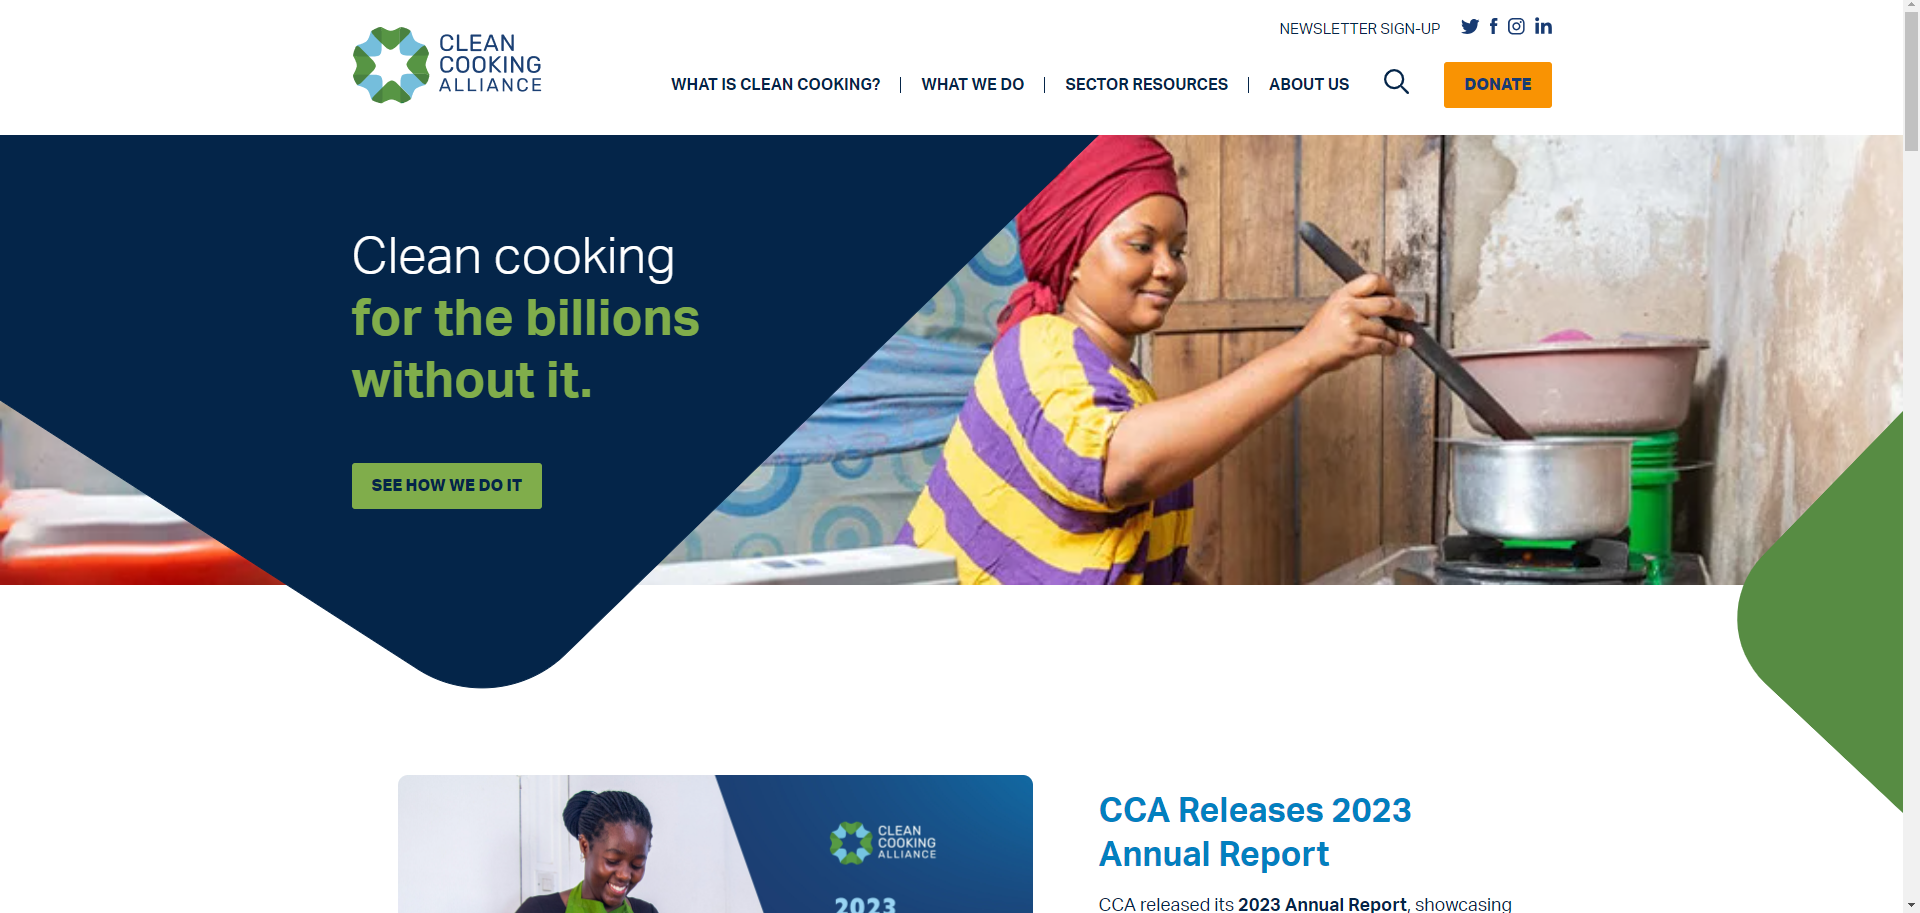 CLEAN
COOKING
ALLIANCE
NEWSLETTER SIGN-UP
WHAT IS CLEAN COOKING?
WHAT WE DO
SECTOR RESOURCES
ABOUT US
DONATE
Clean cooking
for the billions
without it.
SEE HOW WE DO IT
CLEAN
COOKING
ALLIANCE
2023
CCA Releases 2023
Annual Report
CCA released its 2023 Annual Report, showcasing